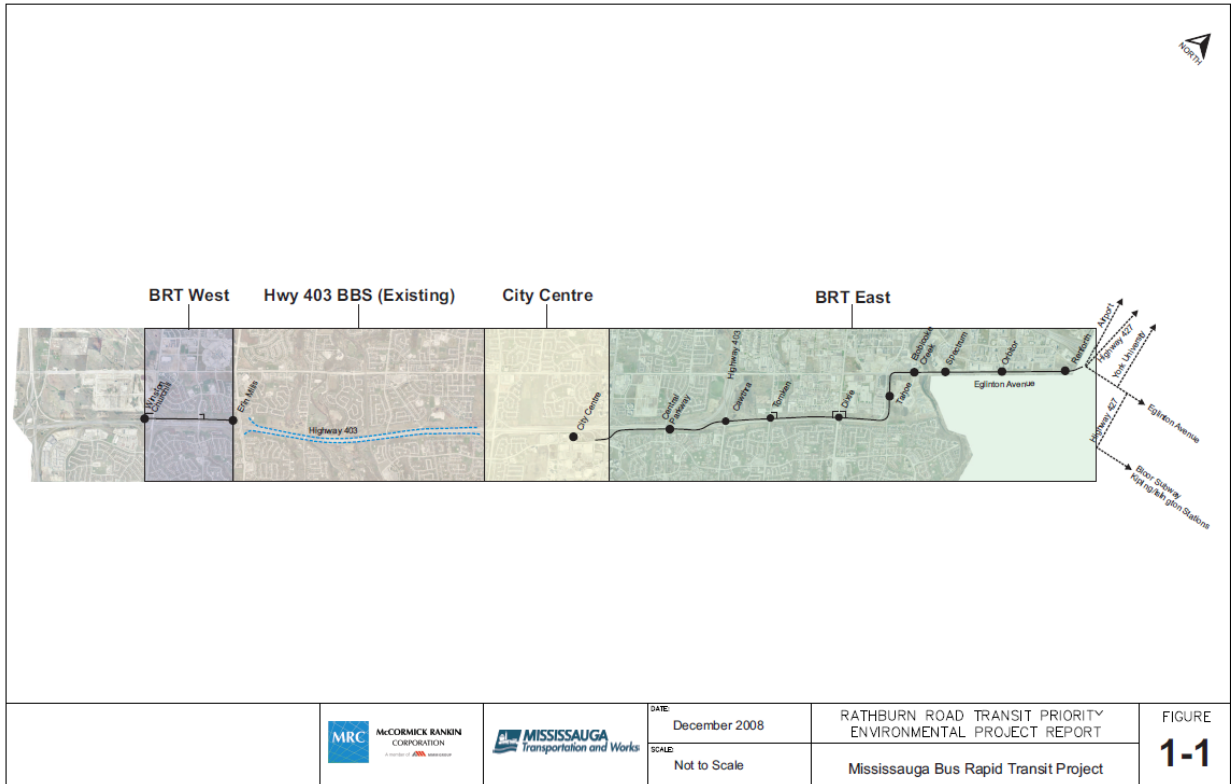 NORTH
BRT West
Hwy 403 BBS (Existing)
City Centre
BRT East
Winston
Churchill
Erin Mills
Highway 403
City Centre
Central
Parkway
Cawthra
Highway 403
Tomken
Dixie
Tahoe
Etobicoke
Creek
Spectrum
Orbitor
Renforth
Eglinton Avenue
Airport
Highway 427
York University
Eglinton Avenue
Highway 427
Bloor Subway
Kipling/Islington Stations
MRC
McCORMICK RANKIN
CORPORATION
A member of
MISSISSAUGA
Transportation and Works
DATE:
December 2008
SCALE:
Not to Scale
RATHBURN ROAD TRANSIT PRIORITY
ENVIRONMENTAL PROJECT REPORT
Mississauga Bus Rapid Transit Project
FIGURE
1-1